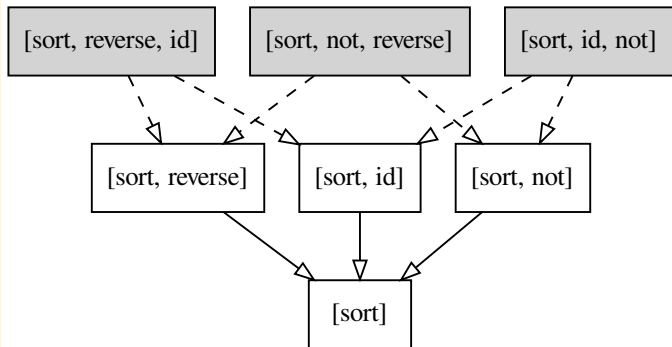 [sort, reverse, id] [sort, not, reverse] [sort, id, not]
[sort, reverse] [sort, id] [sort, not]
[sort]